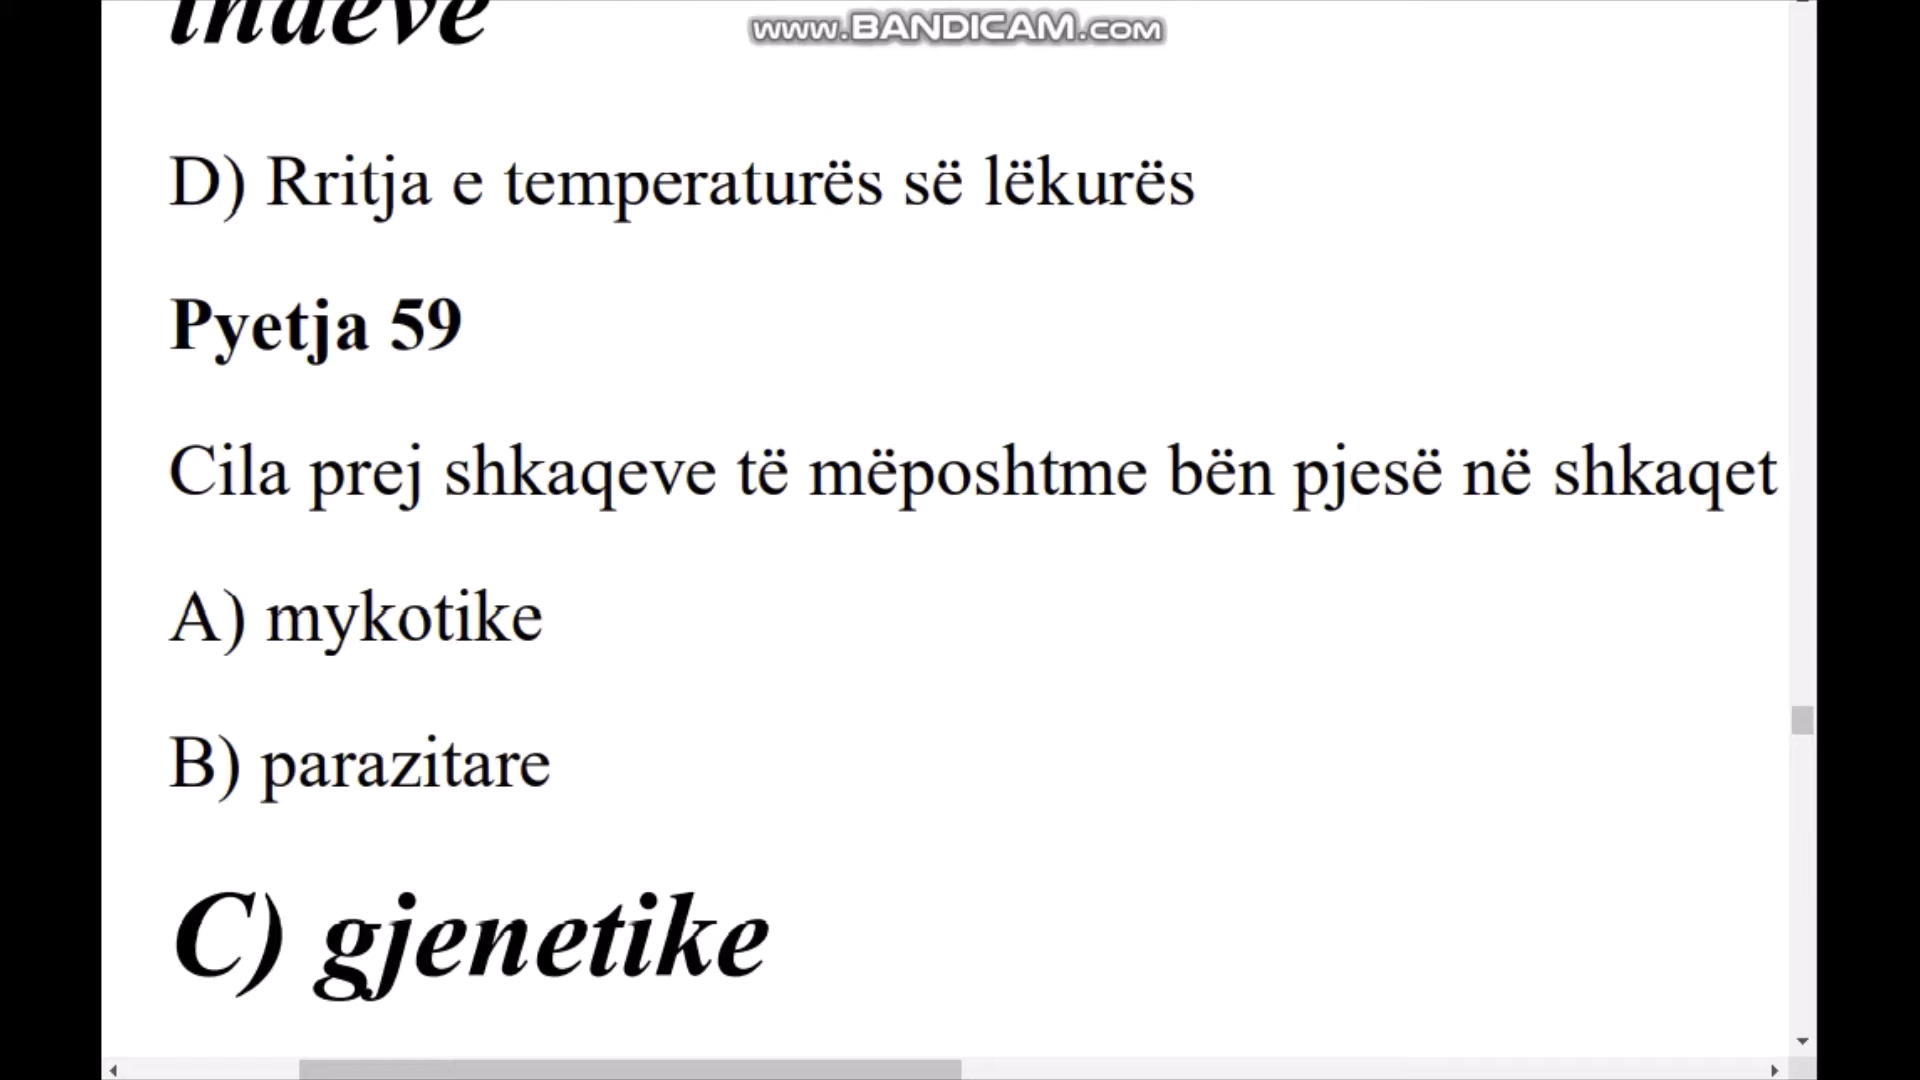 www.BANDICAM.com
indeve
D) Rritja e temperaturës së lëkurës
Pyetja 59
Cila prej shkaqeve të mëposhtme bën pjesë në shkaqet
A) mykotike
B) parazitare
C) gjenetike